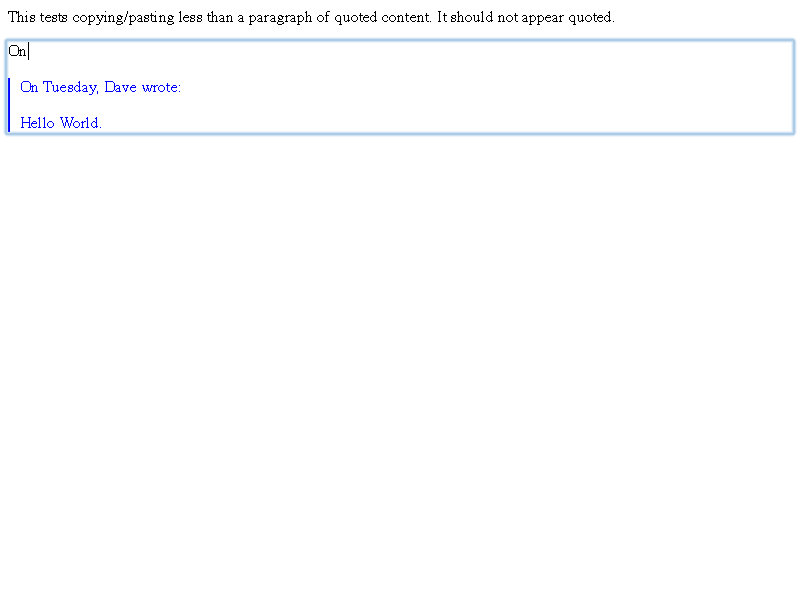 This tests copying/pasting less than a paragraph of quoted content. It should not appear quoted.
On
On Tuesday, Dave wrote:
Hello World.